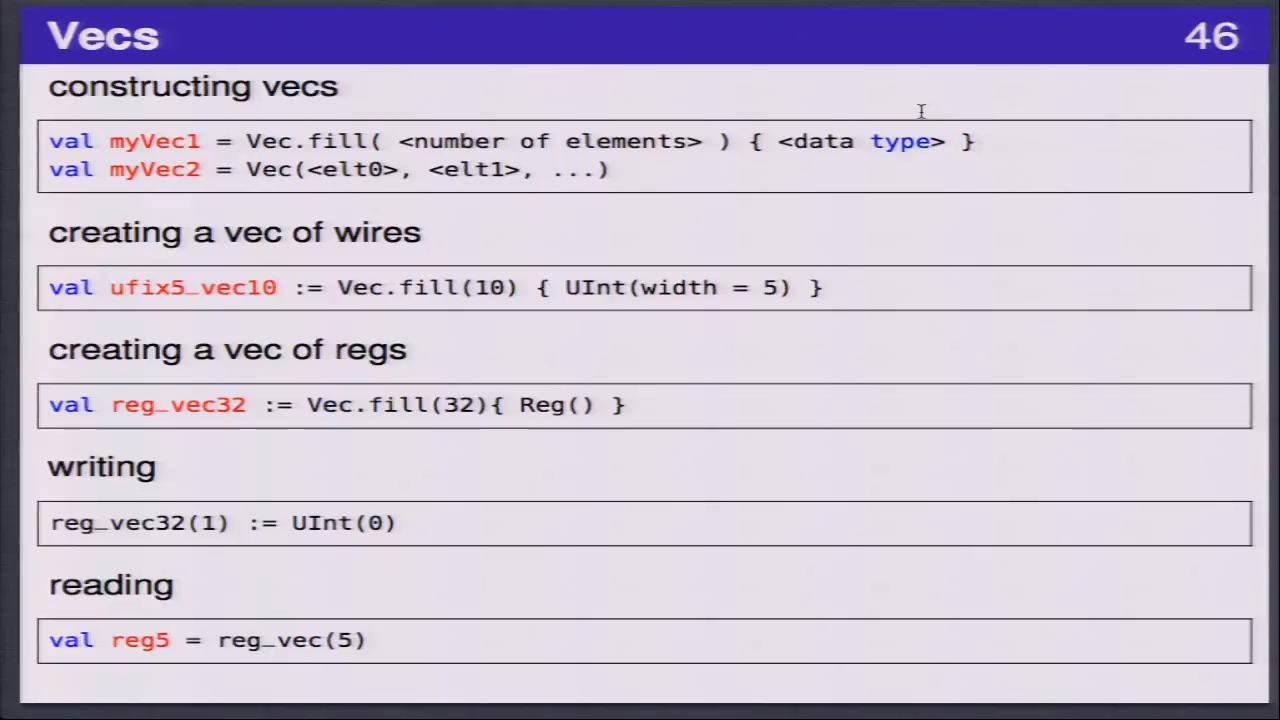 Vecs 46
constructing vecs
val myVec1 = Vec.fill( <number of elements> ) { <data type> }
val myVec2 = Vec(<elt0>, <elt1>, ...)
creating a vec of wires
val ufix5_vec10 := Vec.fill(10) { UInt(width = 5) }
creating a vec of regs
val reg_vec32 := Vec.fill(32){ Reg() }
writing
reg_vec32(1) := UInt(0)
reading
val reg5 = reg_vec(5)